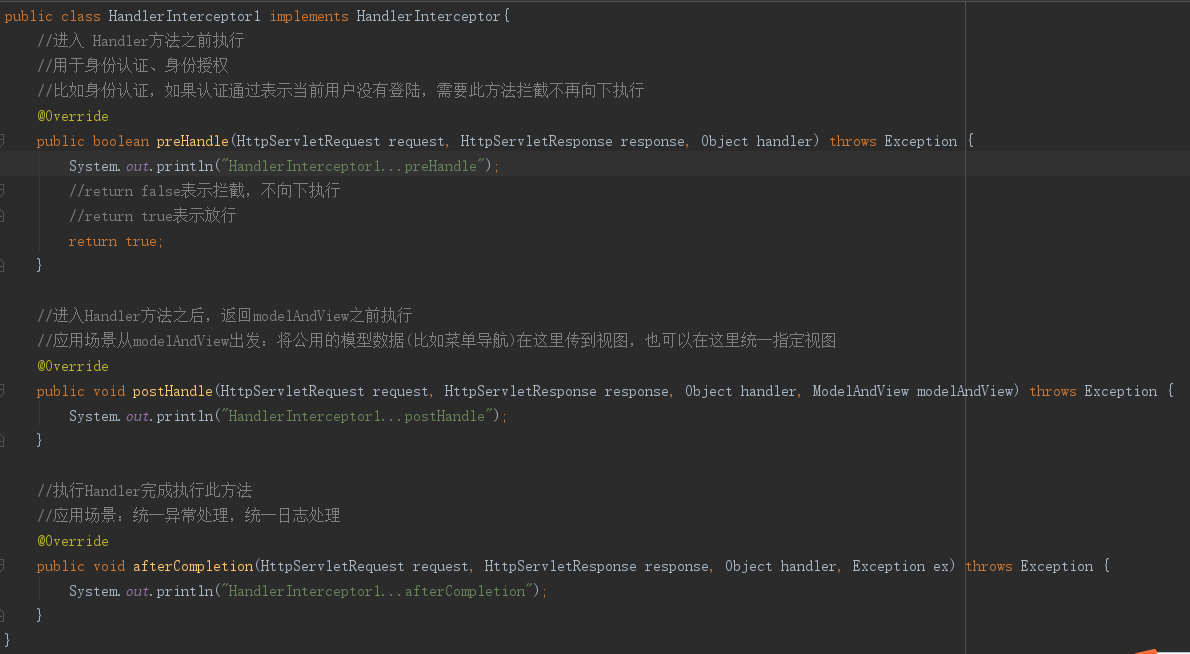 public class HandlerInterceptor1 implements HandlerInterceptor{
//进入 Handler方法之前执行
//用于身份认证、身份授权
//比如身份认证，如果认证通过表示当前用户没有登陆，需要此方法拦截不再向下执行
@Override
public boolean preHandle(HttpServletRequest request, HttpServletResponse response, Object handler) throws Exception {
System.out.println("HandlerInterceptor1...preHandle");
//return false表示拦截，不向下执行
//return true表示放行
return true;
}
//进入Handler方法之后，返回modelAndView之前执行
//应用场景从modelAndView出发：将公用的模型数据(比如菜单导航)在这里传到视图，也可以在这里统一指定视图
@Override
public void postHandle(HttpServletRequest request, HttpServletResponse response, Object handler, ModelAndView modelAndView) throws Exception {
System.out.println("HandlerInterceptor1...postHandle");
}
//执行Handler完成执行此方法
//应用场景：统一异常处理，统一日志处理
@Override
public void afterCompletion(HttpServletRequest request, HttpServletResponse response, Object handler, Exception ex) throws Exception {
System.out.println("HandlerInterceptor1...afterCompletion");
}
}